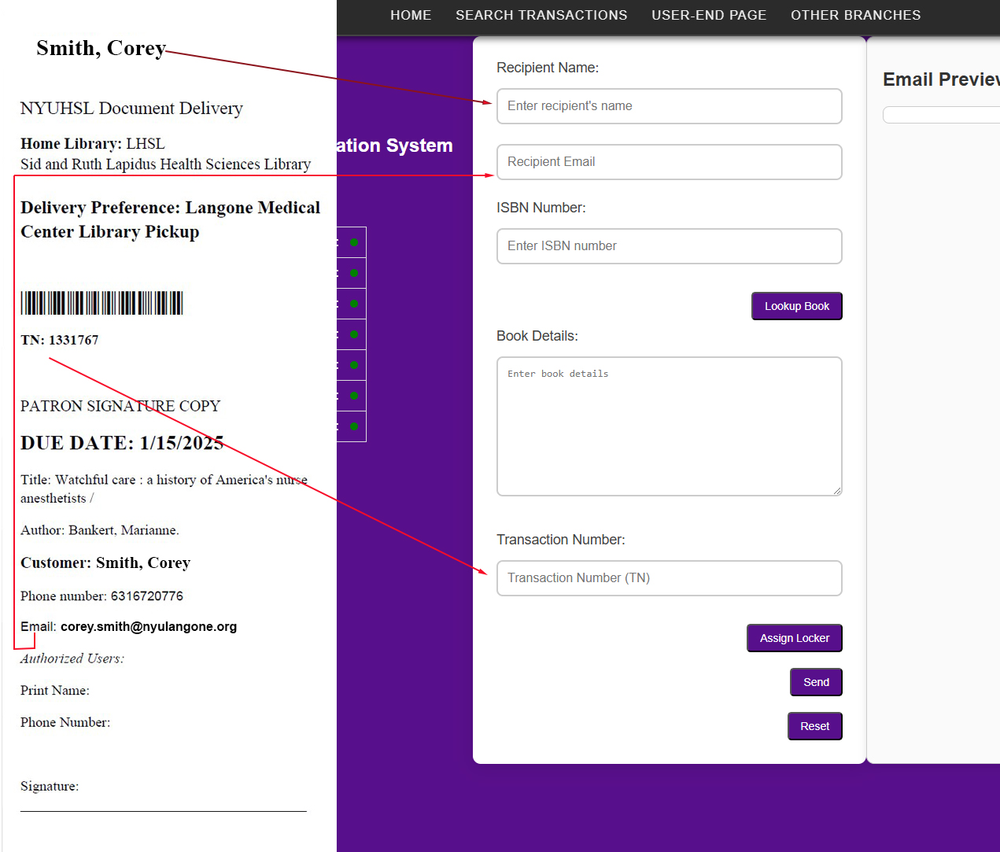 HOME SEARCH TRANSACTIONS USER-END PAGE OTHER BRANCHES
Smith, Corey
NYUHSL Document Delivery
Home Library: LHSL
Sid and Ruth Lapidus Health Sciences Library
Delivery Preference: Langone Medical
Center Library Pickup
TN: 1331767
PATRON SIGNATURE COPY
DUE DATE: 1/15/2025
Title: Watchful care : a history of America's nurse
anesthetists /
Author: Bankert, Marianne.
Customer: Smith, Corey
Phone number: 6316720776
Email: corey.smith@nyulangone.org
Authorized Users:
Print Name:
Phone Number:
Signature:
ation System
:
:
:
:
:
:
:
Recipient Name:
Enter recipient's name
Recipient Email
ISBN Number:
Enter ISBN number
Lookup Book
Book Details:
Enter book details
Transaction Number:
Transaction Number (TN)
Assign Locker
Send
Reset
Email Preview